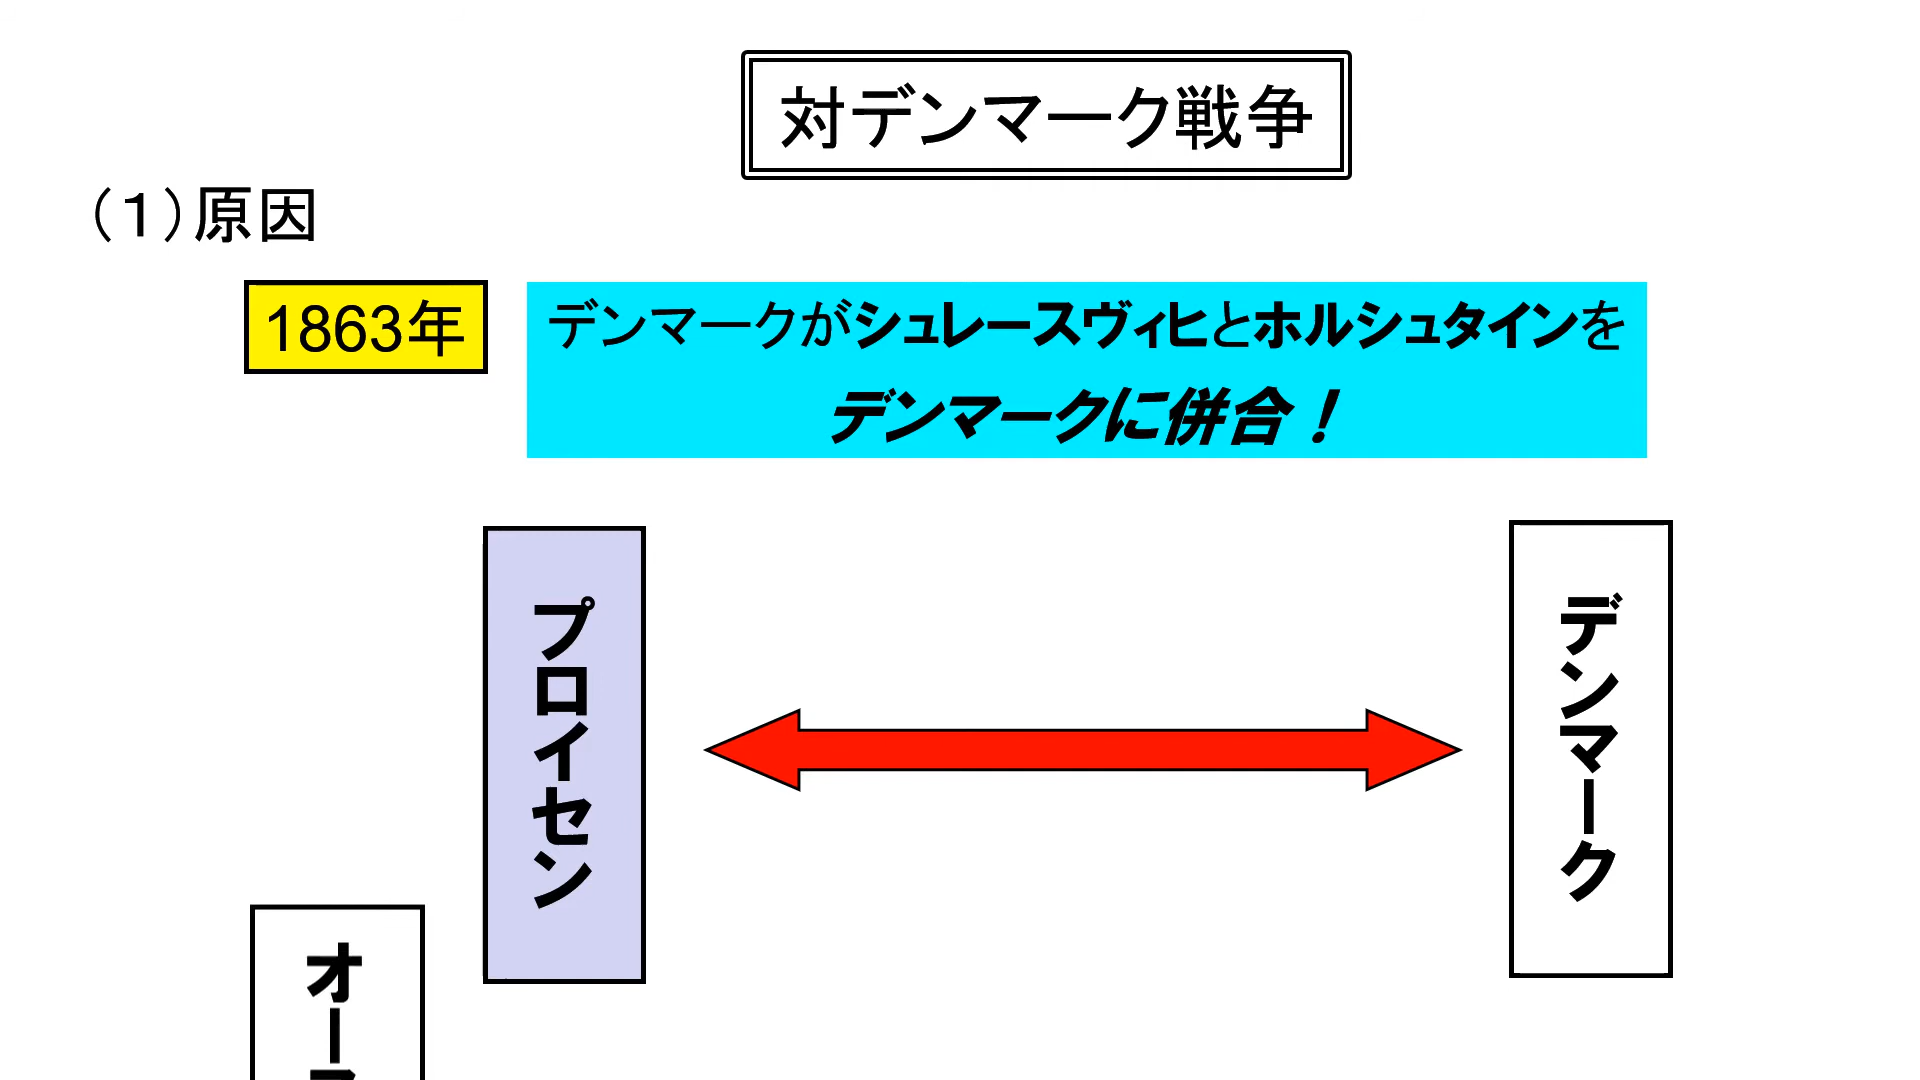 対デンマーク戦争
（１）原因
1863年
デンマークがシュレースヴィヒとホルシュタインを
デンマークに併合！
プロイセン
デンマーク
オー